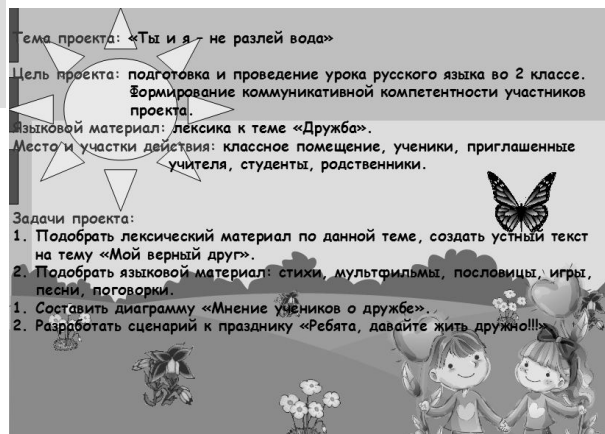 Тема проекта: «Ты и я – не разлей вода»
Цель проекта: подготовка и проведение урока русского языка во 2 классе.
Формирование коммуникативной компетентности участников
проекта.
Языковой материал: лексика к теме «Дружба».
Место и участки действия: классное помещение, ученики, приглашенные
учителя, студенты, родственники.
Задачи проекта:
1. Подобрать лексический материал по данной теме, создать устный текст
на тему «Мой верный друг».
2. Подобрать языковой материал: стихи, мультфильмы, пословицы, игры,
песни, поговорки.
1. Составить диаграмму «Мнение учеников о дружбе».
2. Разработать сценарий к празднику «Ребята, давайте жить дружно!!!»